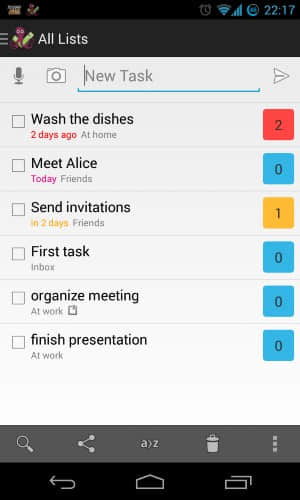 22:17
All Lists
New Task
Wash the dishes
2 days ago At home
2
Meet Alice
Today Friends
0
Send invitations
in 2 days Friends
1
First task
Inbox
0
organize meeting
At work
0
finish presentation
At work
0
a›z